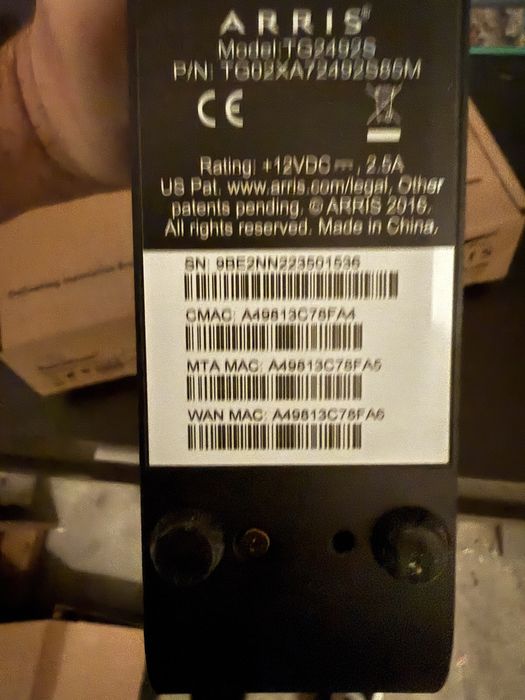 ARRIS®
Model: TG2492S
P/N: TG02XA72492S85M
CE
Rating: +12VDC ⎓, 2.5A
US Pat. www.arris.com/legal, Other
patents pending. © ARRIS 2016.
All rights reserved. Made in China.
SN 9BE2NN223501536
CMAC: A49813C78FA4
MTA MAC: A49813C78FA5
WAN MAC: A49813C78FA6